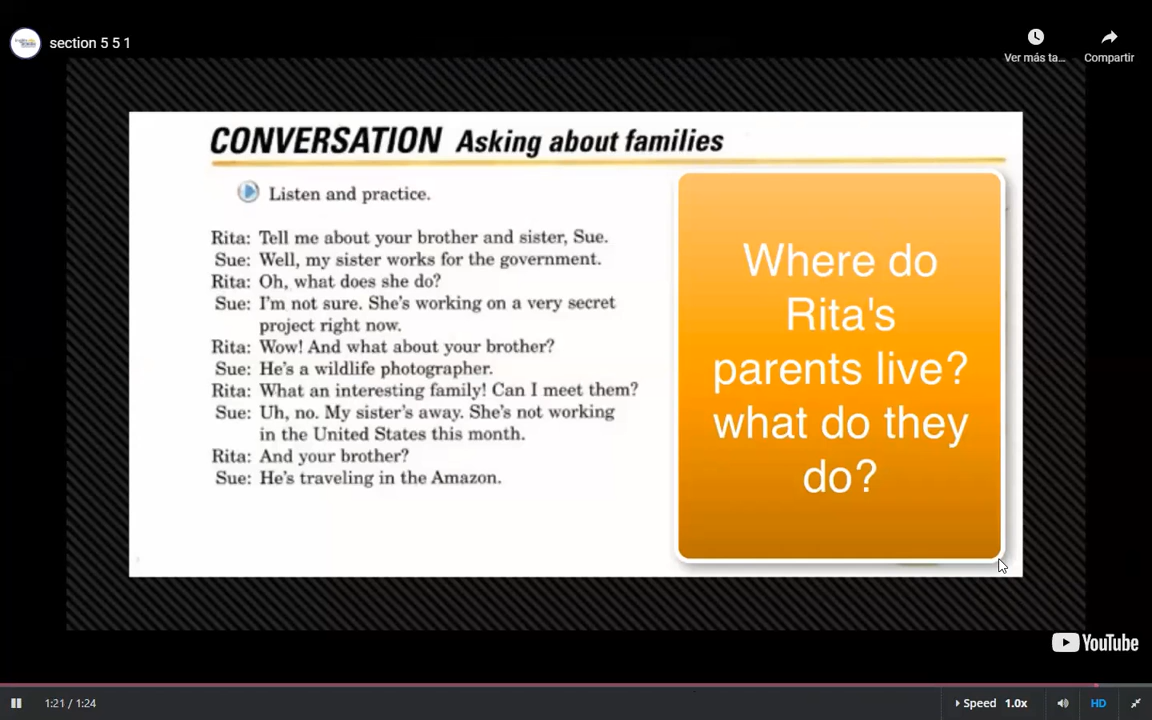 section 5 5 1
Ver más ta...
Compartir
CONVERSATION Asking about families
Listen and practice.
Rita: Tell me about your brother and sister, Sue.
Sue: Well, my sister works for the government.
Rita: Oh, what does she do?
Sue: I'm not sure. She's working on a very secret
project right now.
Rita: Wow! And what about your brother?
Sue: He's a wildlife photographer.
Rita: What an interesting family! Can I meet them?
Sue: Uh, no. My sister's away. She's not working
in the United States this month.
Rita: And your brother?
Sue: He's traveling in the Amazon.
Where do
Rita's
parents live?
what do they
do?
YouTube
1:21 / 1:24
Speed 1.0x
HD